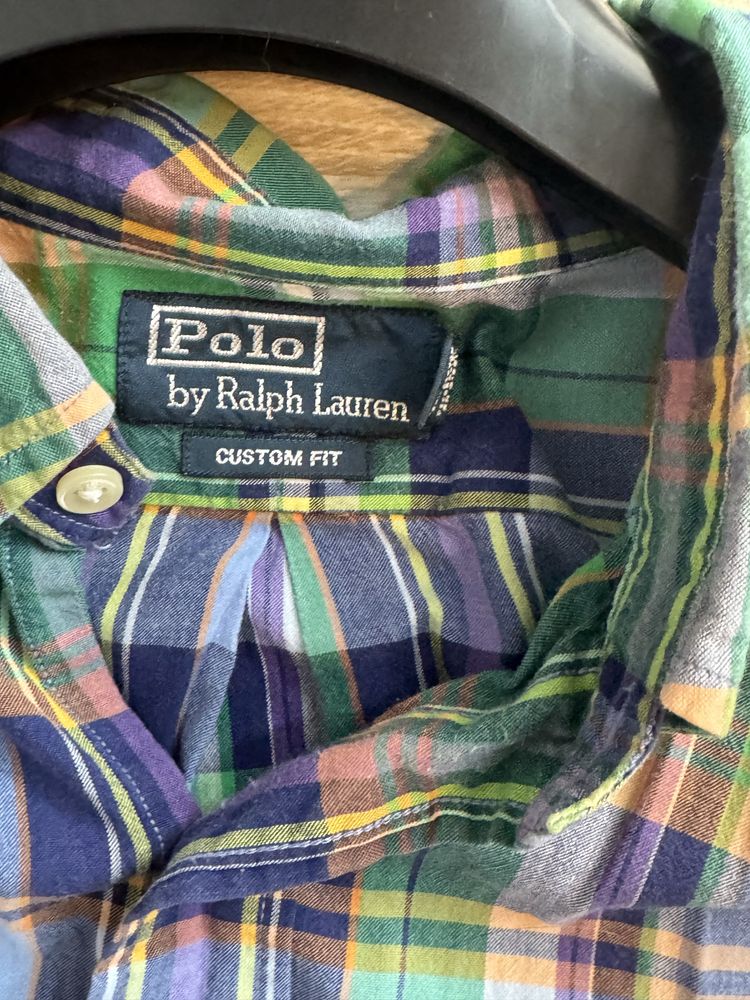 Polo
by Ralph Lauren
CUSTOM FIT